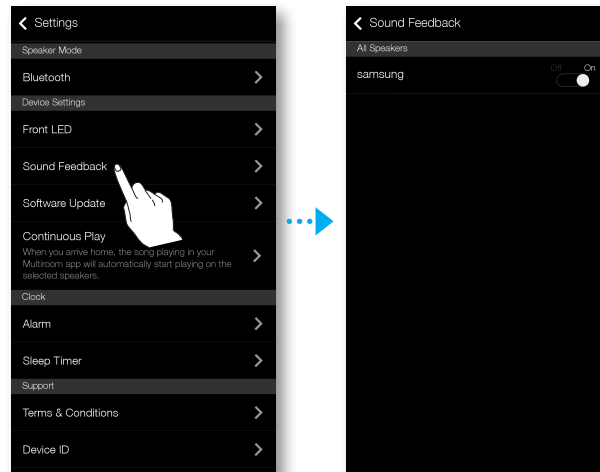 Settings
Speaker Mode
Bluetooth
Device Settings
Front LED
Sound Feedback
Software Update
Continuous Play
When you arrive home, the song playing in your
Multiroom app will automatically start playing on the
selected speakers.
Clock
Alarm
Sleep Timer
Support
Terms & Conditions
Device ID
Sound Feedback
All Speakers
samsung
Off On